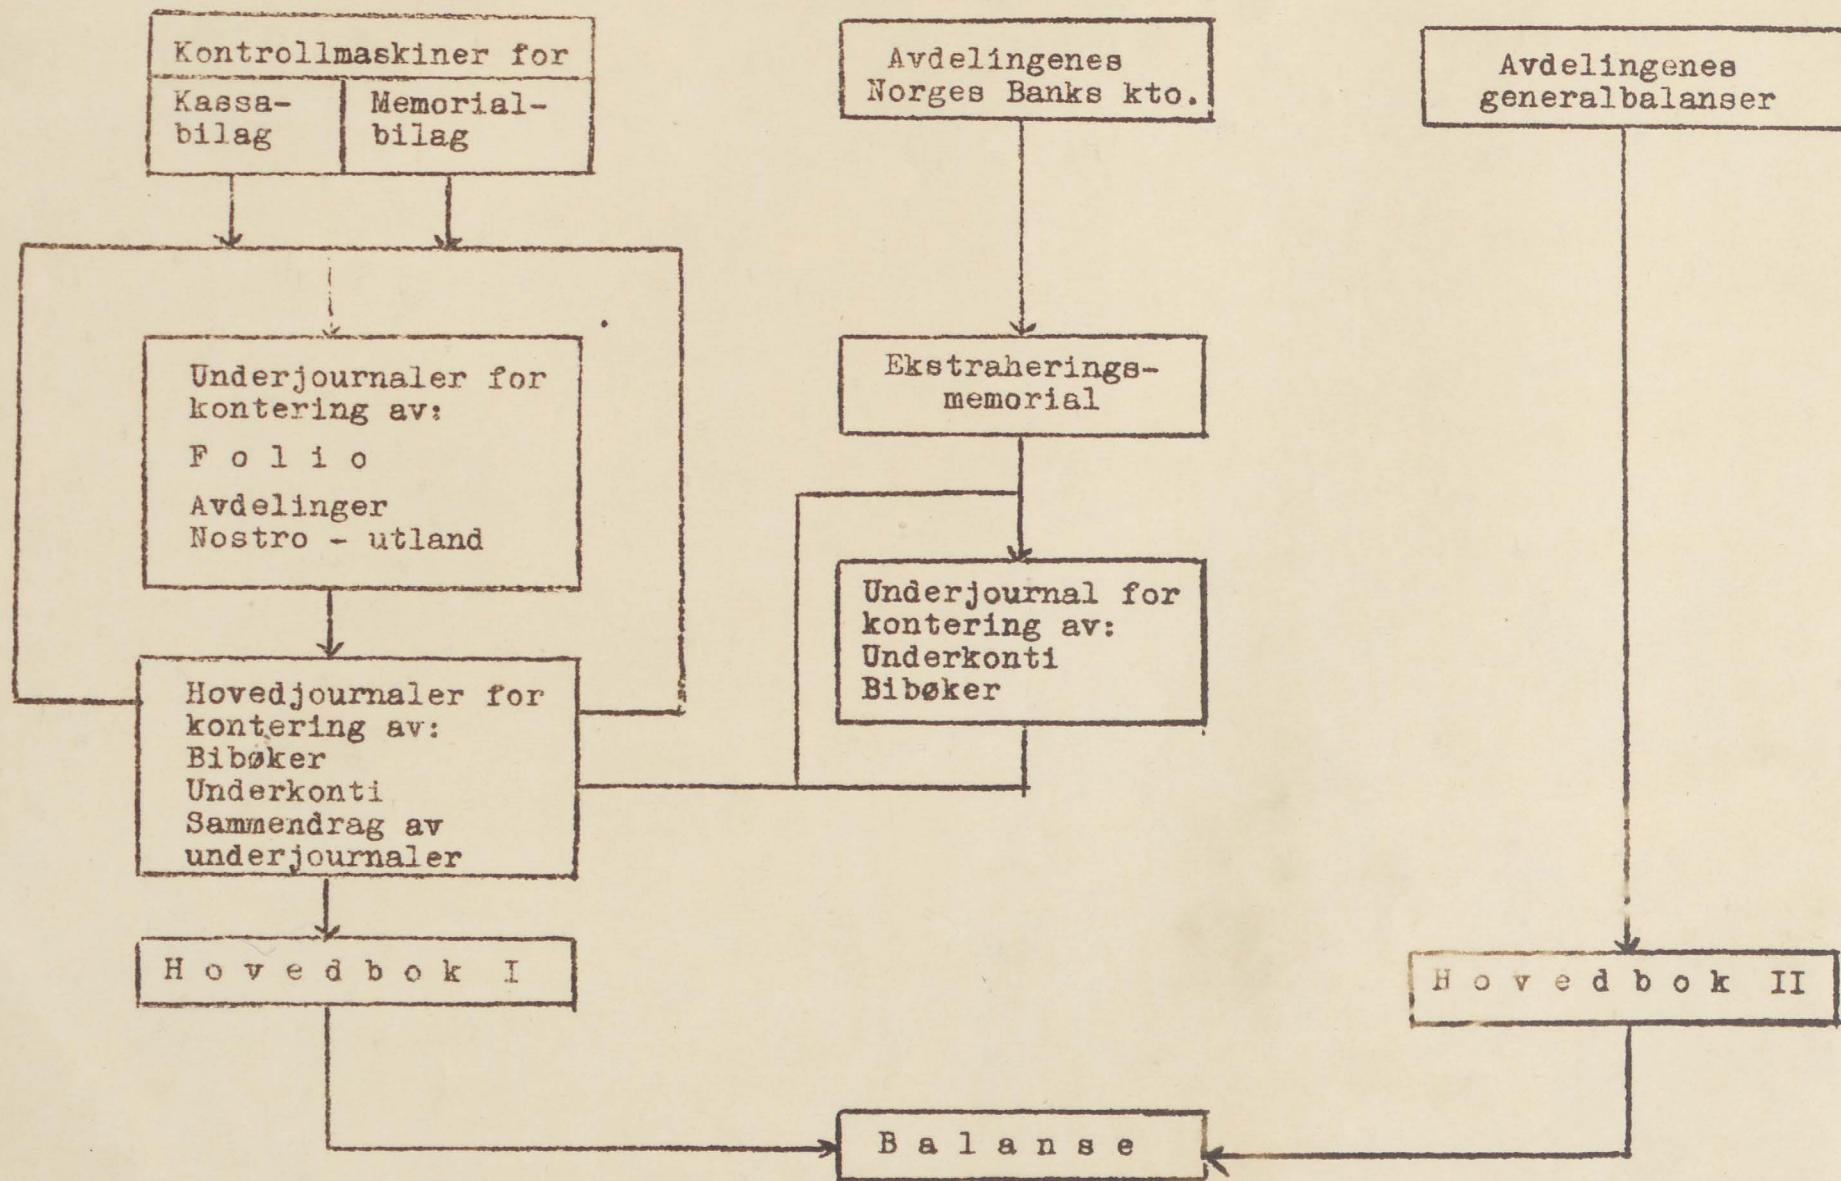 Kontrollmaskiner for
Kassa-
bilag
Memorial-
bilag
Avdelingenes
Norges Banks kto.
Avdelingenes
generalbalanser
Underjournaler for
kontering av:
F o l i o
Avdelinger
Nostro - utland
Ekstraherings-
memorial
Underjournal for
kontering av:
Underkonti
Bibøker
Hovedjournaler for
kontering av:
Bibøker
Underkonti
Sammendrag av
underjournaler
H o v e d b o k I
H o v e d b o k II
B a l a n s e